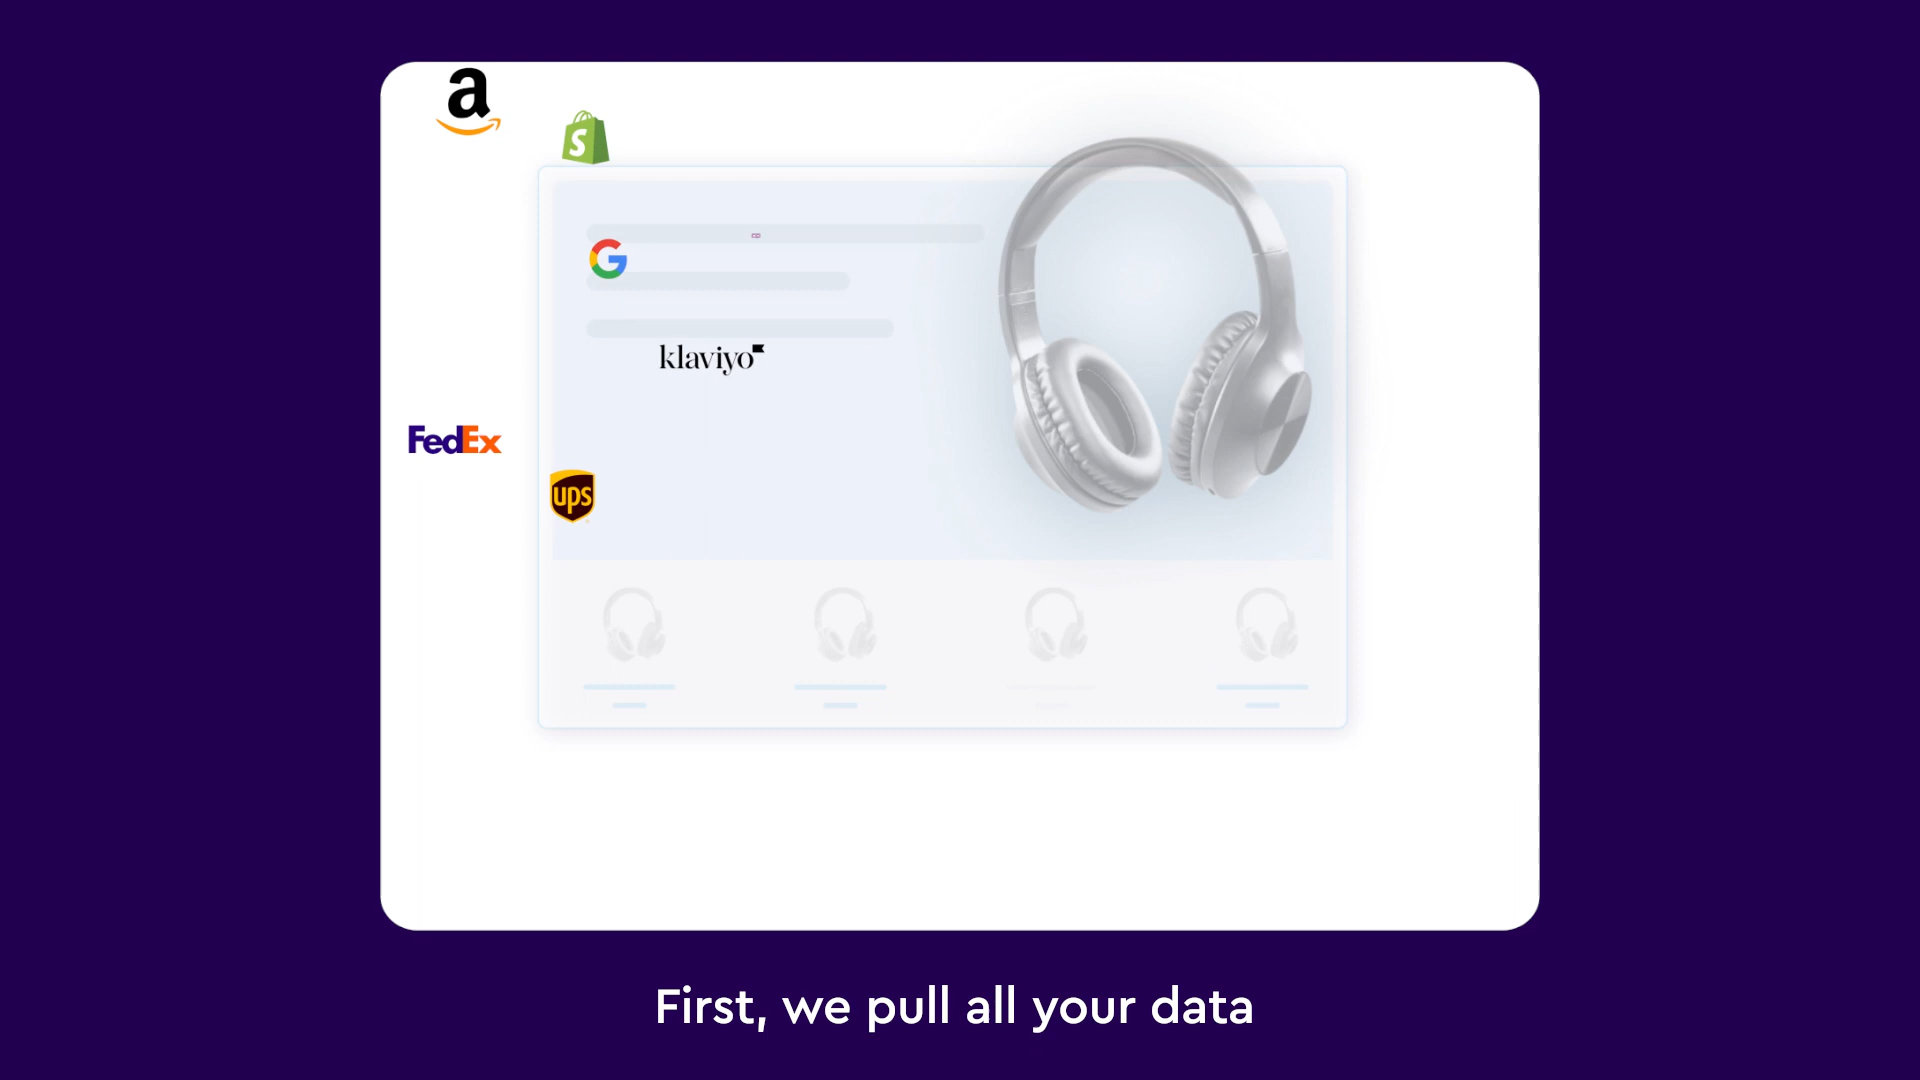 a
S
G
klaviyo
FedEx
ups
First, we pull all your data